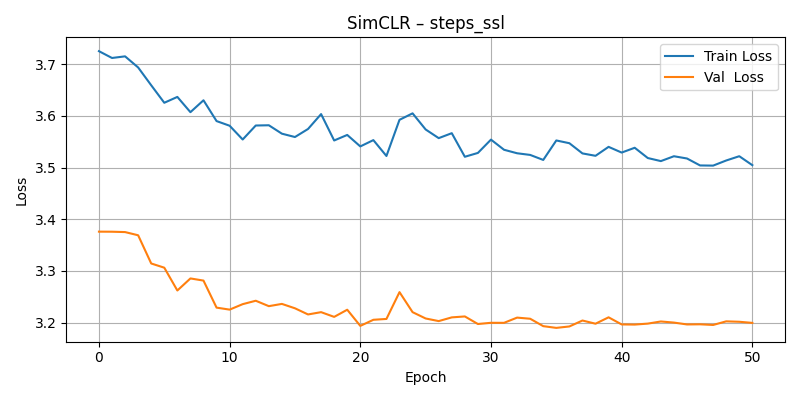 SimCLR – steps_ssl
Train Loss
Val  Loss
Loss
3.7
3.6
3.5
3.4
3.3
3.2
0 10 20 30 40 50
Epoch